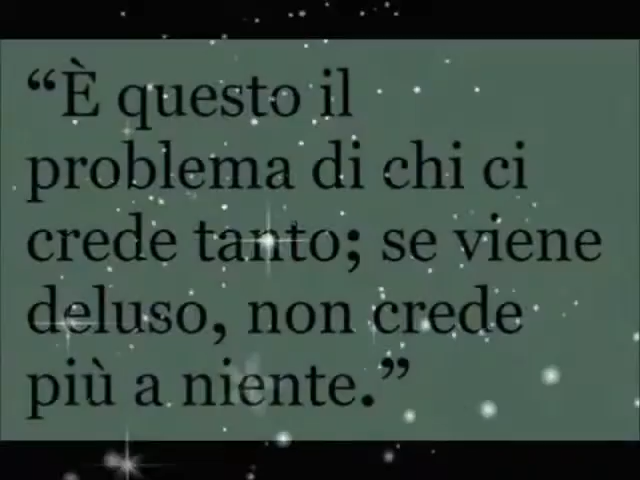 “È questo il
problema di chi ci
crede tanto; se viene
deluso, non crede
più a niente.”